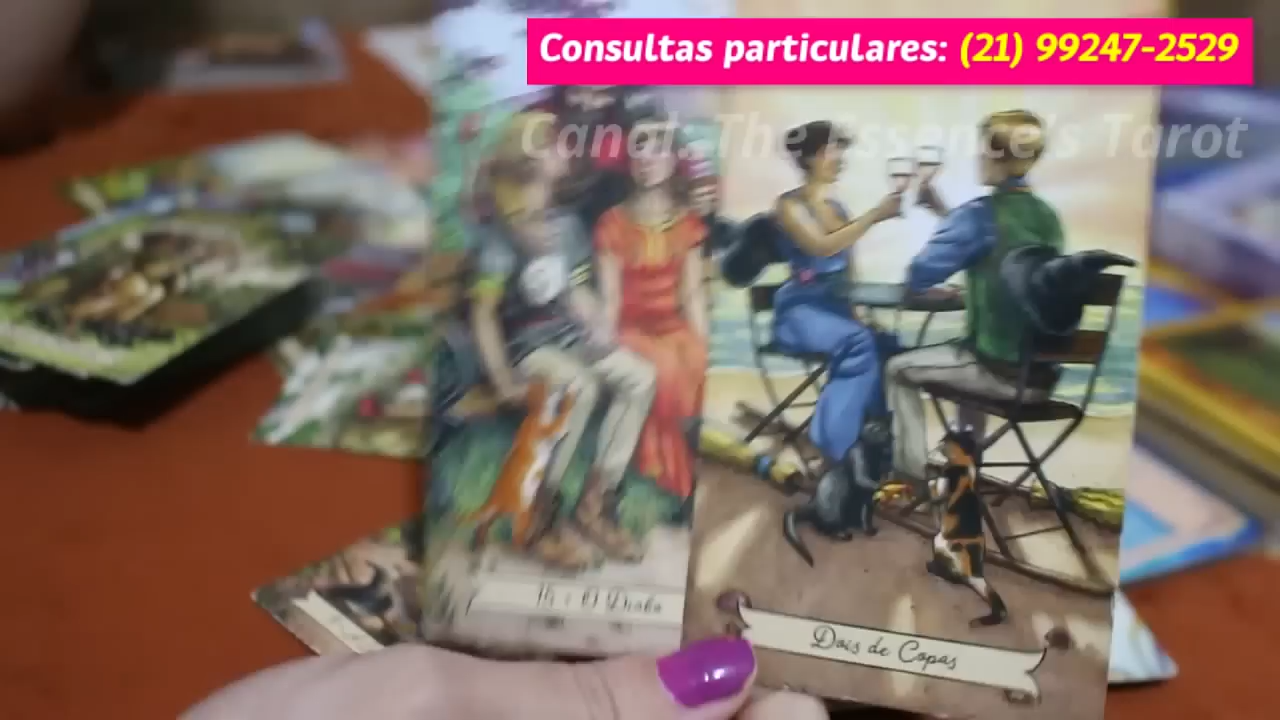 Consultas particulares: (21) 99247-2529
Canal: The Essence's Tarot
Dois de Copas